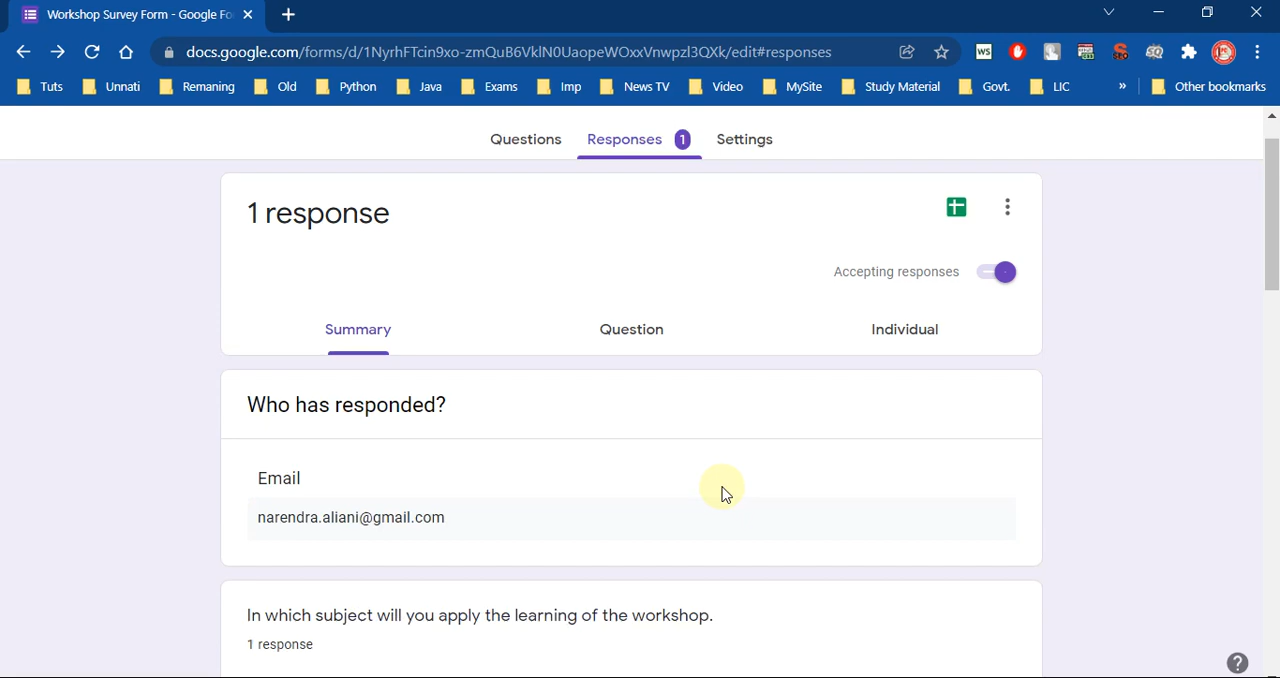 Workshop Survey Form - Google Fo
docs.google.com/forms/d/1NyrhFTcin9xo-zmQuB6VklN0UaopeWOxxVnwpzl3QXk/edit#responses
Tuts Unnati Remaning Old Python Java Exams Imp News TV Video MySite Study Material Govt. LIC » Other bookmarks
Questions Responses 1 Settings
1 response
Accepting responses
Summary Question Individual
Who has responded?
Email
narendra.aliani@gmail.com
In which subject will you apply the learning of the workshop.
1 response